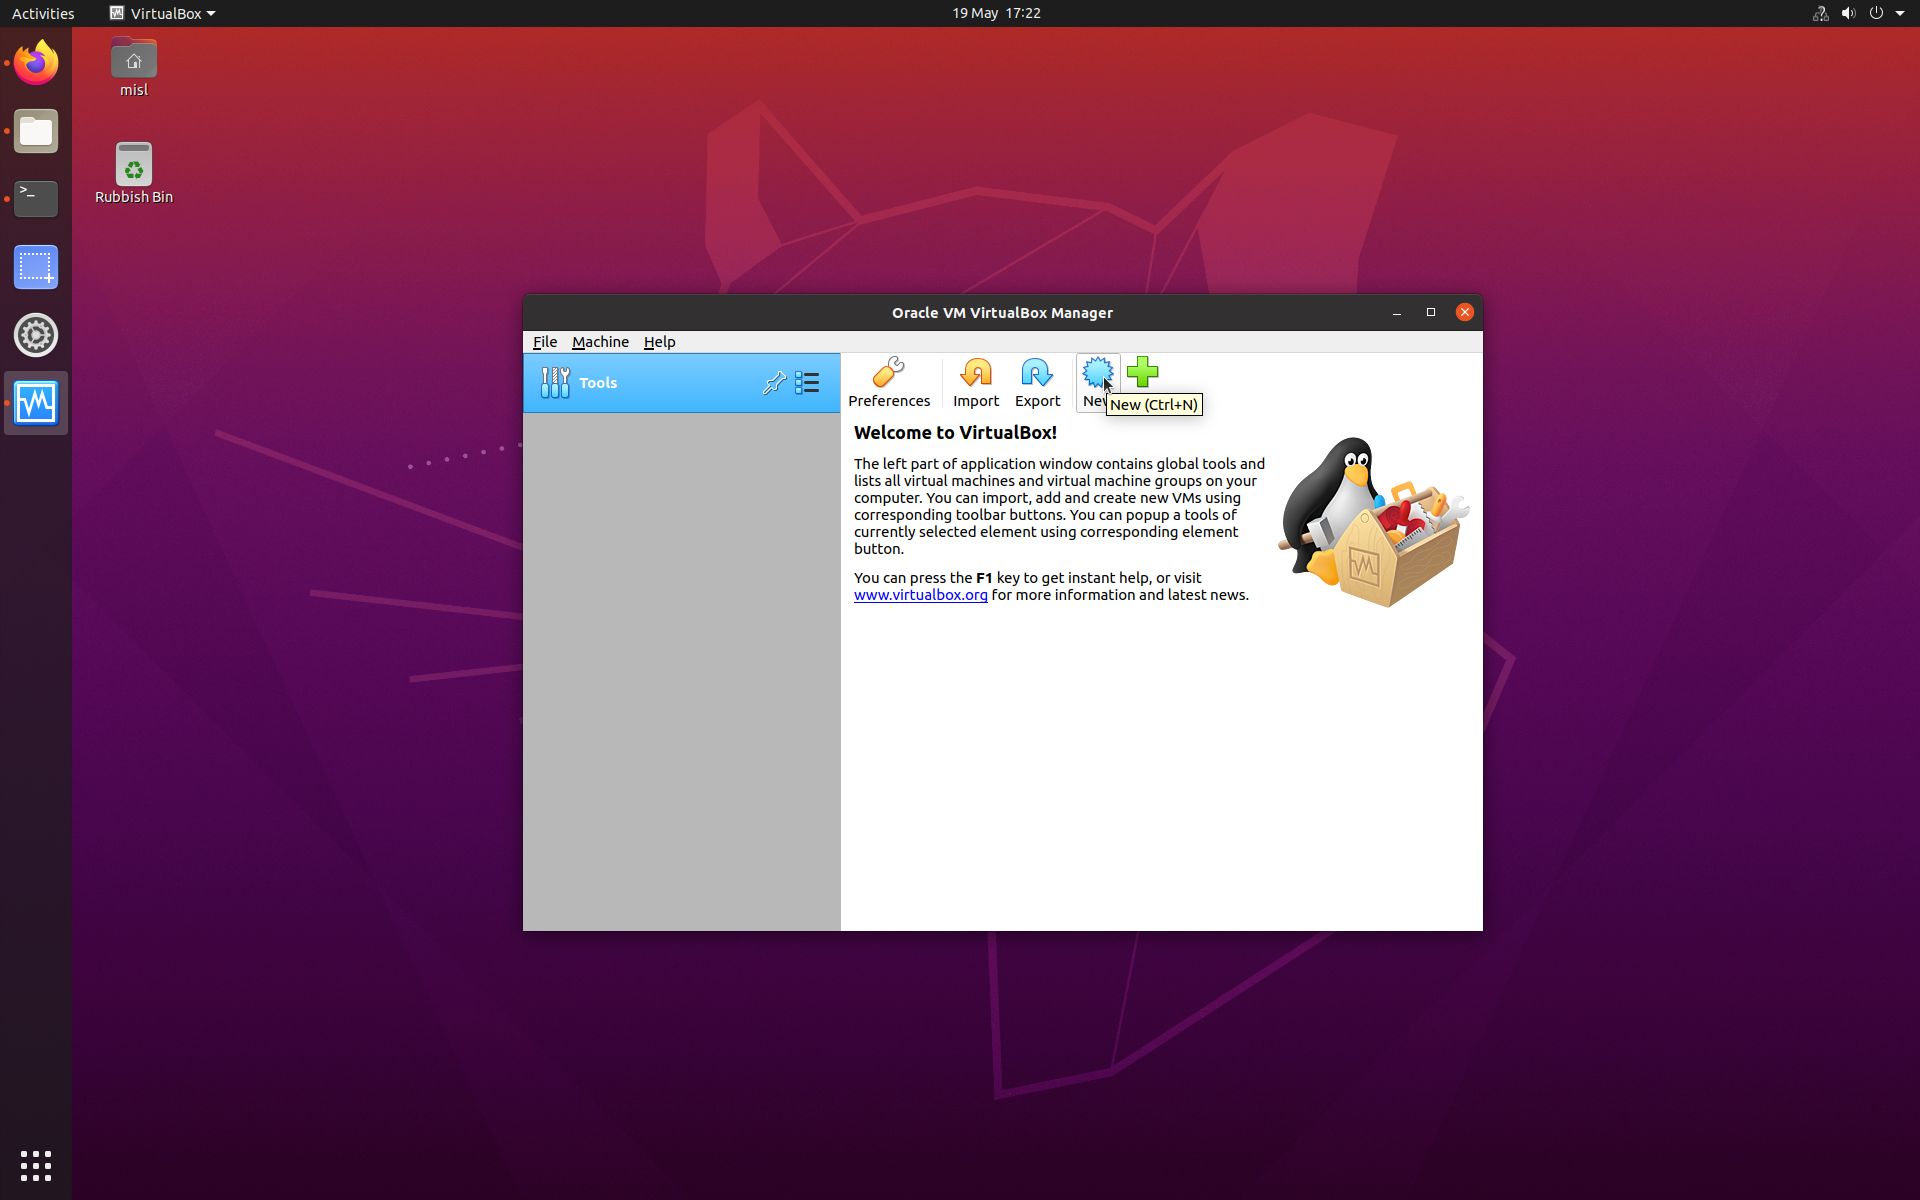 Activities
VirtualBox
19 May 17:22
misl
Rubbish Bin
>_
Oracle VM VirtualBox Manager
File Machine Help
Tools
Preferences
Import
Export
New
New (Ctrl+N)
Welcome to VirtualBox!
The left part of application window contains global tools and
lists all virtual machines and virtual machine groups on your
computer. You can import, add and create new VMs using
corresponding toolbar buttons. You can popup a tools of
currently selected element using corresponding element
button.
You can press the F1 key to get instant help, or visit
www.virtualbox.org for more information and latest news.